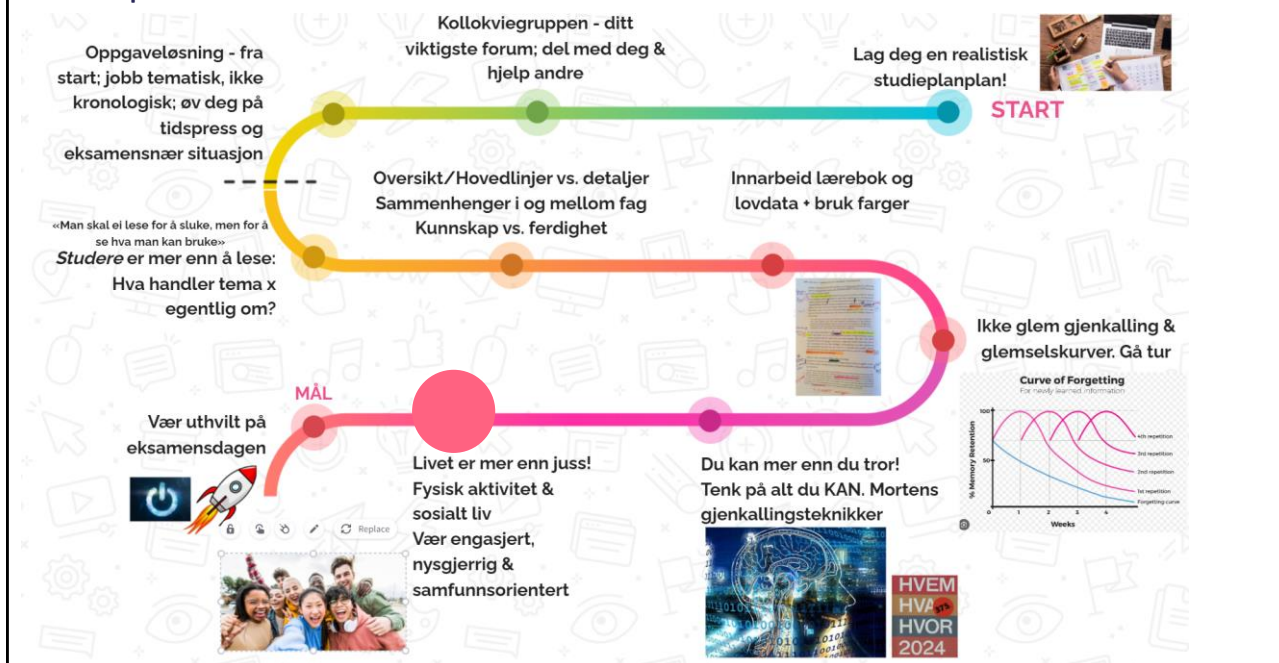 Kollokviegruppen - ditt
viktigste forum; del med deg &
hjelp andre
Oppgaveløsning - fra
start; jobb tematisk, ikke
kronologisk; øv deg på
tidspress og
eksamensnær situasjon
Lag deg en realistisk
studieplanplan!
START
Oversikt/Hovedlinjer vs. detaljer
Sammenhenger i og mellom fag
Kunnskap vs. ferdighet
Innarbeid lærebok og
lovdata + bruk farger
«Man skal ei lese for å sluke, men for å
se hva man kan bruke»
Studere er mer enn å lese:
Hva handler tema x
egentlig om?
Ikke glem gjenkalling &
glemselskurver. Gå tur
Curve of Forgetting
For newly learned information
100
50
% Memory Retention
0 1 2 3 4
Weeks
4th repetition
3rd repetition
2nd repetition
1st repetition
Forgetting curve
MÅL
Vær uthvilt på
eksamensdagen
Replace
Livet er mer enn juss!
Fysisk aktivitet &
sosialt liv
Vær engasjert,
nysgjerrig &
samfunnsorientert
Du kan mer enn du tror!
Tenk på alt du KAN. Mortens
gjenkallingsteknikker
HVEM
HVA
HVOR
2024